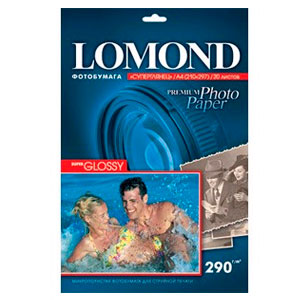 LOMOND
ФОТОБУМАГА
«СУПЕРГЛЯНЕЦ» / A4 (210x297) / 20 ЛИСТОВ
PREMIUM Photo
Paper
SUPER
GLOSSY
290 г/м²